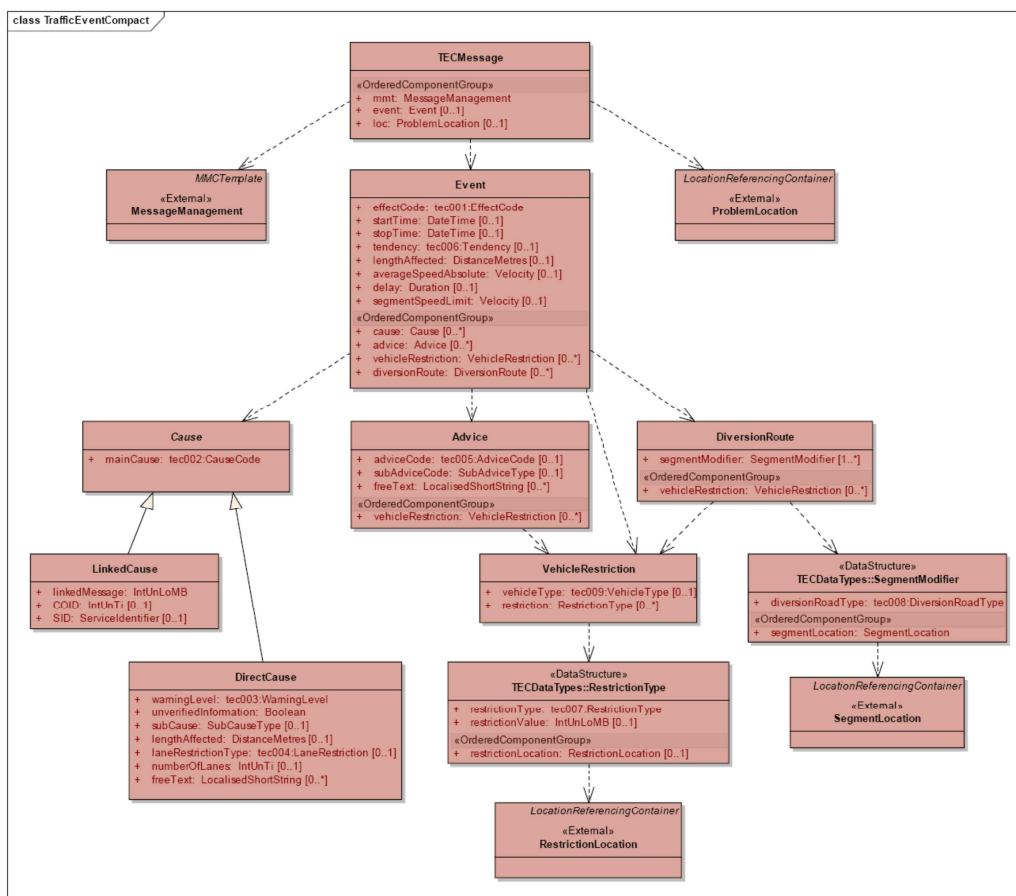 class TrafficEventCompact
TECMessage
«OrderedComponentGroup»
+ mmt: MessageManagement
+ event: Event [0..1]
+ loc: ProblemLocation [0..1]
MMCTemplate
«External»
MessageManagement
Event
+ effectCode: tec001:EffectCode
+ startTime: DateTime [0..1]
+ stopTime: DateTime [0..1]
+ tendency: tec006:Tendency [0..1]
+ lengthAffected: DistanceMetres [0..1]
+ averageSpeedAbsolute: Velocity [0..1]
+ delay: Duration [0..1]
+ segmentSpeedLimit: Velocity [0..1]
«OrderedComponentGroup»
+ cause: Cause [0..*]
+ advice: Advice [0..*]
+ vehicleRestriction: VehicleRestriction [0..*]
+ diversionRoute: DiversionRoute [0..*]
LocationReferencingContainer
«External»
ProblemLocation
Cause
+ mainCause: tec002:CauseCode
Advice
+ adviceCode: tec005:AdviceCode [0..1]
+ subAdviceCode: SubAdviceType [0..1]
+ freeText: LocalisedShortString [0..*]
«OrderedComponentGroup»
+ vehicleRestriction: VehicleRestriction [0..*]
DiversionRoute
+ segmentModifier: SegmentModifier [1..*]
«OrderedComponentGroup»
+ vehicleRestriction: VehicleRestriction [0..*]
LinkedCause
+ linkedMessage: IntUnLoMB
+ COID: IntUnTi [0..1]
+ SID: ServiceIdentifier [0..1]
VehicleRestriction
+ vehicleType: tec009:VehicleType [0..1]
+ restriction: RestrictionType [0..*]
«DataStructure»
TECDataTypes::SegmentModifier
+ diversionRoadType: tec008:DiversionRoadType
«OrderedComponentGroup»
+ segmentLocation: SegmentLocation
DirectCause
+ warningLevel: tec003:WarningLevel
+ unverifiedInformation: Boolean
+ subCause: SubCauseType [0..1]
+ lengthAffected: DistanceMetres [0..1]
+ laneRestrictionType: tec004:LaneRestriction [0..1]
+ numberOfLanes: IntUnTi [0..1]
+ freeText: LocalisedShortString [0..*]
«DataStructure»
TECDataTypes::RestrictionType
+ restrictionType: tec007:RestrictionType
+ restrictionValue: IntUnLoMB [0..1]
«OrderedComponentGroup»
+ restrictionLocation: RestrictionLocation [0..1]
LocationReferencingContainer
«External»
SegmentLocation
LocationReferencingContainer
«External»
RestrictionLocation